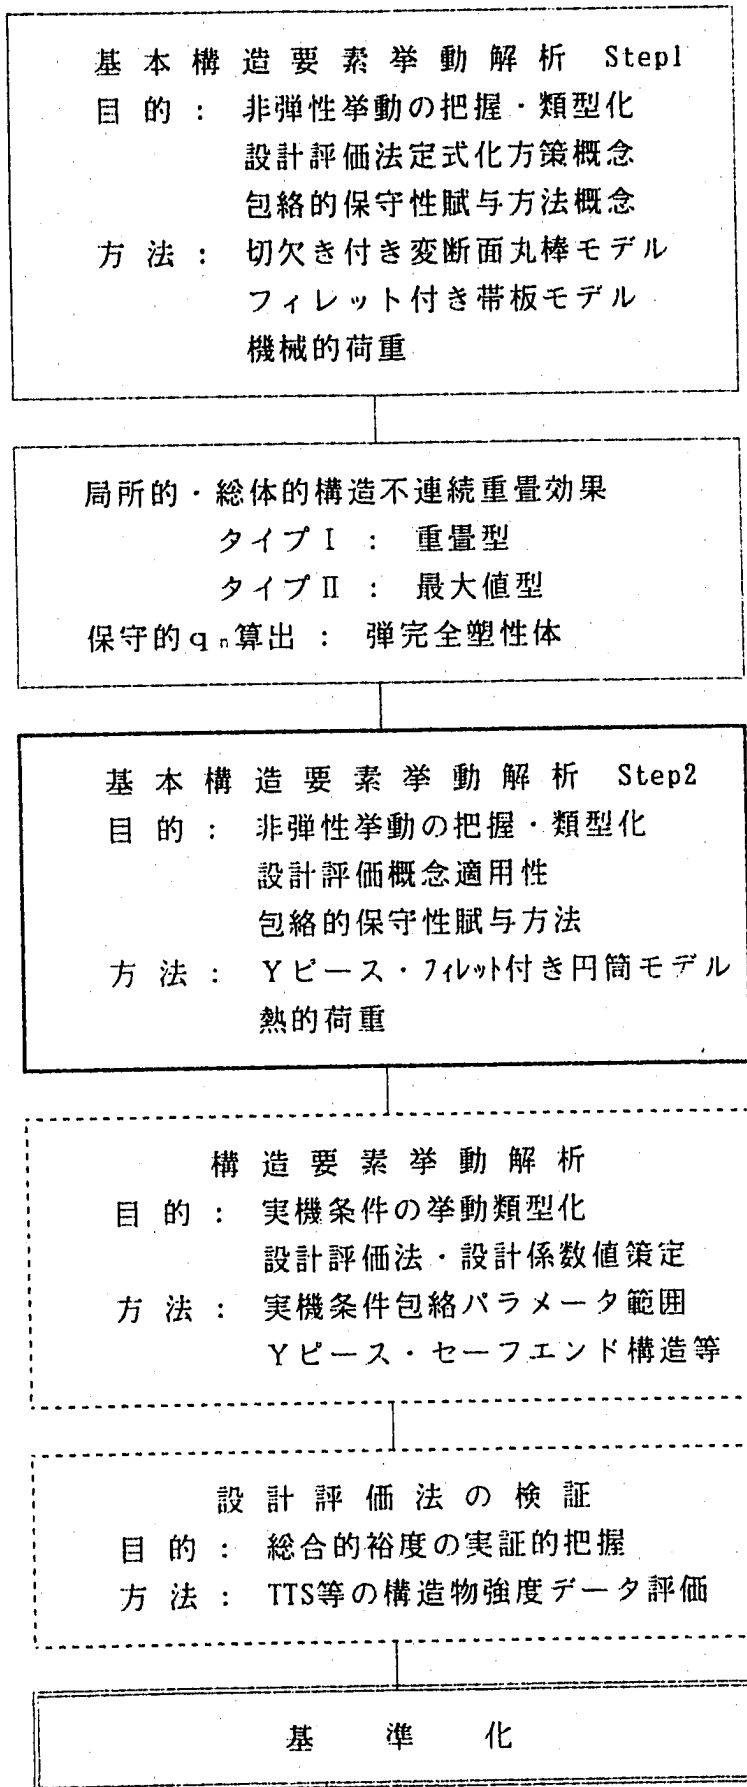 基本構造要素挙動解析 Step1
目的： 非弾性挙動の把握・類型化
設計評価法定式化方策概念
包絡的保守性賦与方法概念
方法： 切欠き付き変断面丸棒モデル
フィレット付き帯板モデル
機械的荷重
局所的・総体的構造不連続重畳効果
タイプⅠ： 重畳型
タイプⅡ： 最大値型
保守的qn算出： 弾完全塑性体
基本構造要素挙動解析 Step2
目的： 非弾性挙動の把握・類型化
設計評価概念適用性
包絡的保守性賦与方法
方法： Yピース・フィレット付き円筒モデル
熱的荷重
構造要素挙動解析
目的： 実機条件の挙動類型化
設計評価法・設計係数値策定
方法： 実機条件包絡パラメータ範囲
Yピース・セーフエンド構造等
設計評価法の検証
目的： 総合的裕度の実証的把握
方法： TTS等の構造物強度データ評価
基準化